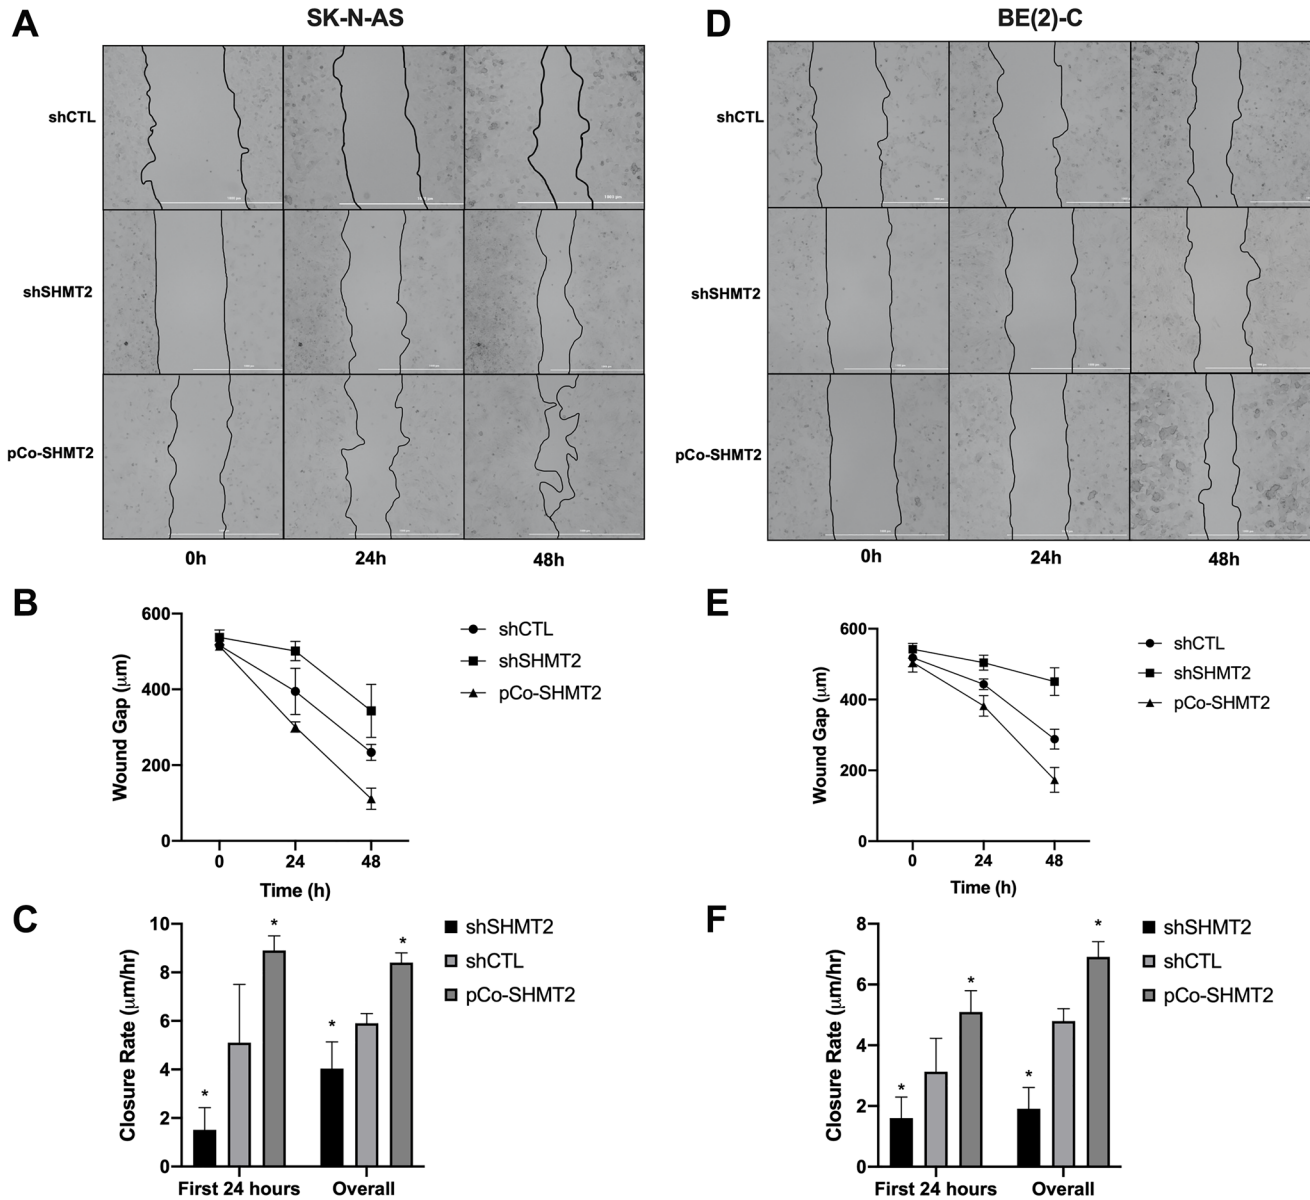 A
SK-N-AS
shCTL
shSHMT2
pCo-SHMT2
0h
24h
48h
D
BE(2)-C
shCTL
shSHMT2
pCo-SHMT2
0h
24h
48h
B
Wound Gap (μm)
600
400
200
0
0
24
48
Time (h)
shCTL
shSHMT2
pCo-SHMT2
E
Wound Gap (μm)
600
400
200
0
0
24
48
Time (h)
shCTL
shSHMT2
pCo-SHMT2
C
Closure Rate (μm/hr)
10
8
6
4
2
0
*
*
*
*
First 24 hours
Overall
shSHMT2
shCTL
pCo-SHMT2
F
Closure Rate (μm/hr)
8
6
4
2
0
*
*
*
*
First 24 hours
Overall
shSHMT2
shCTL
pCo-SHMT2